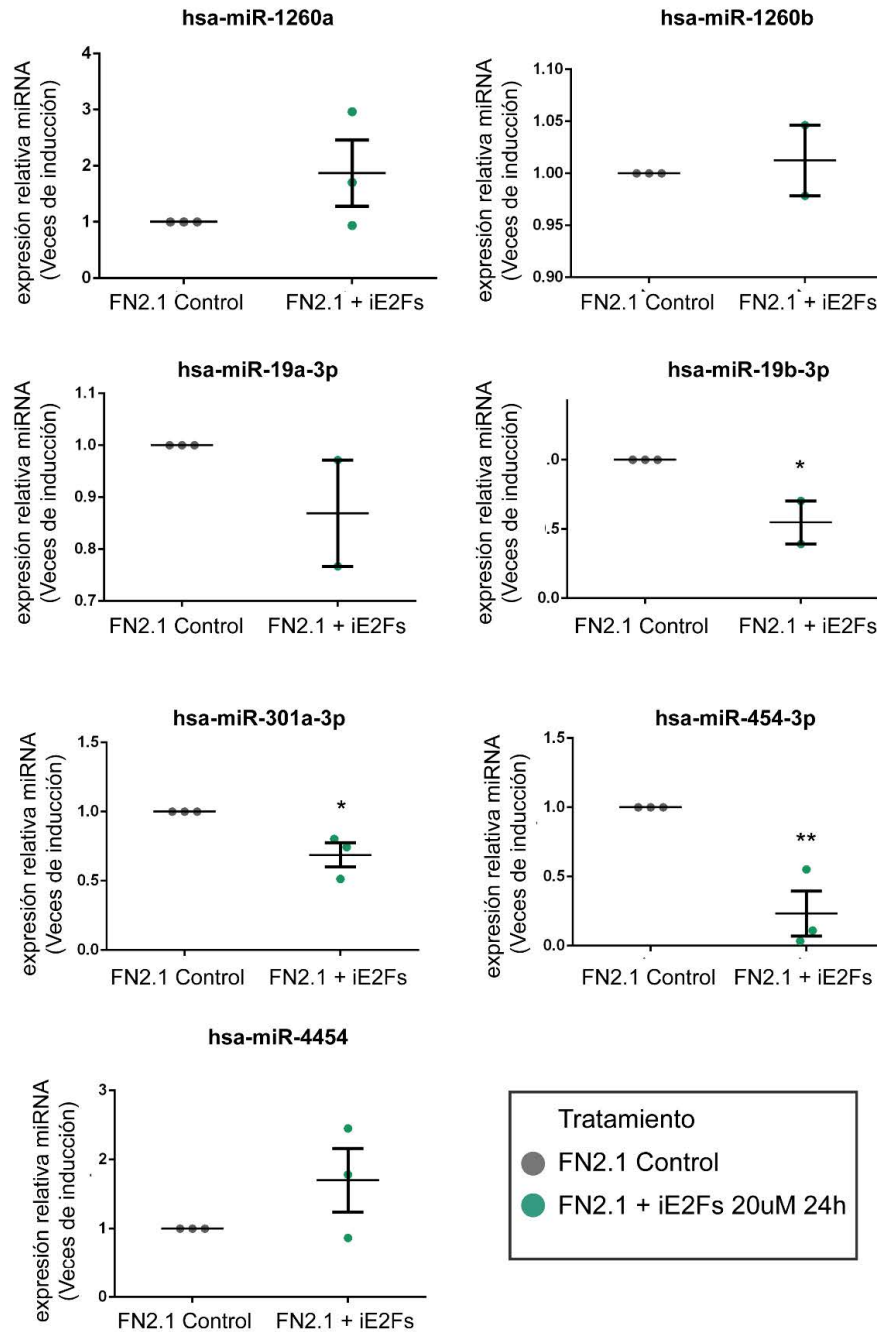 hsa-miR-1260a
expresión relativa miRNA
(Veces de inducción)
4
3
2
1
0
FN2.1 Control
FN2.1 + iE2Fs
hsa-miR-1260b
expresión relativa miRNA
(Veces de inducción)
1.10
1.05
1.00
0.95
0.90
FN2.1 Control
FN2.1 + iE2Fs
hsa-miR-19a-3p
expresión relativa miRNA
(Veces de inducción)
1.1
1.0
0.9
0.8
0.7
FN2.1 Control
FN2.1 + iE2Fs
hsa-miR-19b-3p
expresión relativa miRNA
(Veces de inducción)
.0
*
.5
0.0
FN2.1 Control
FN2.1 + iE2Fs
hsa-miR-301a-3p
expresión relativa miRNA
(Veces de inducción)
1.5
1.0
*
0.5
0.0
FN2.1 Control
FN2.1 + iE2Fs
hsa-miR-454-3p
expresión relativa miRNA
(Veces de inducción)
1.5
1.0
**
0.5
0.0
FN2.1 Control
FN2.1 + iE2Fs
hsa-miR-4454
expresión relativa miRNA
(Veces de inducción)
3
2
1
0
FN2.1 Control
FN2.1 + iE2Fs
Tratamiento
FN2.1 Control
FN2.1 + iE2Fs 20uM 24h